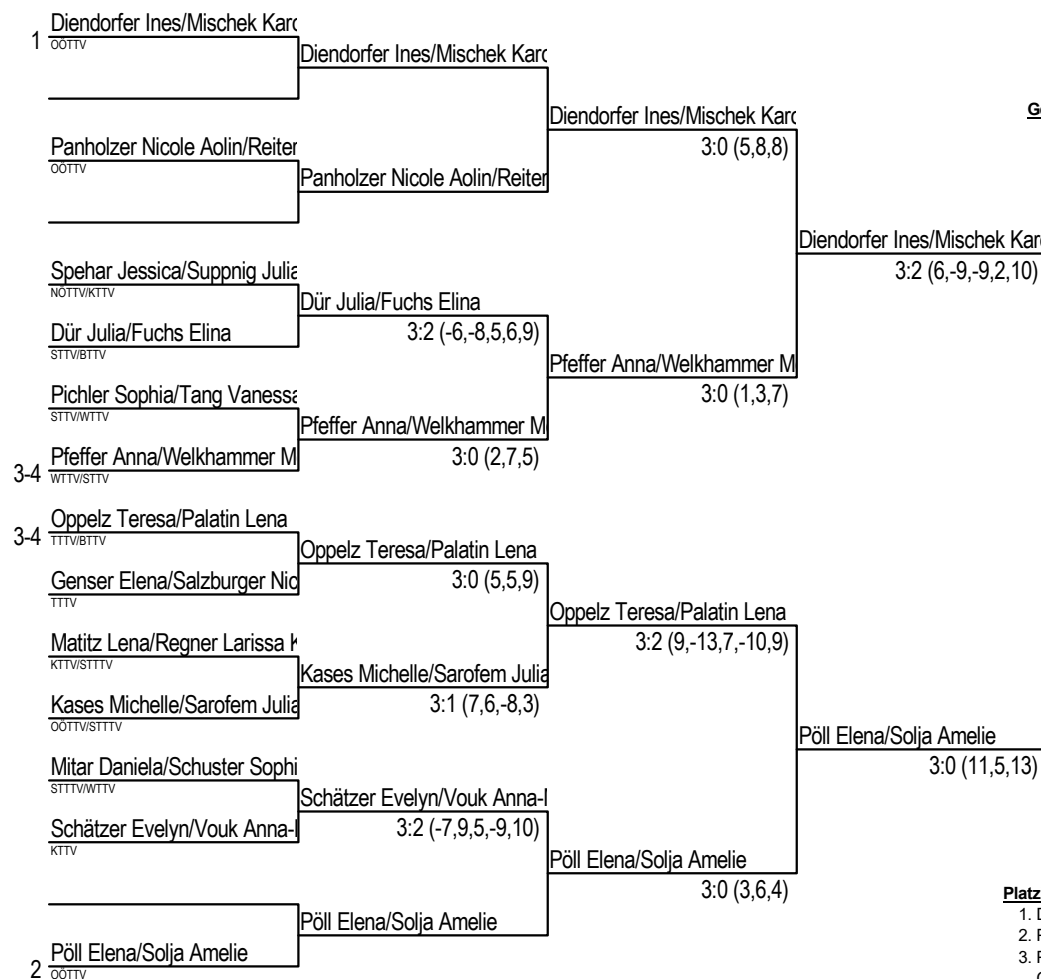 Diendorfer Ines/Mischek Karo
1
OÖTTV
Diendorfer Ines/Mischek Karo
Diendorfer Ines/Mischek Karo
3:0 (5,8,8)
Panholzer Nicole Aolin/Reiter
OÖTTV
Panholzer Nicole Aolin/Reiter
Diendorfer Ines/Mischek Karo
3:2 (6,-9,-9,2,10)
Spehar Jessica/Suppnig Julia
NÖTTV/KTTV
Dür Julia/Fuchs Elina
3:2 (-6,-8,5,6,9)
Dür Julia/Fuchs Elina
STTV/BTTV
Pfeffer Anna/Welkhammer M
3:0 (1,3,7)
Pichler Sophia/Tang Vanessa
STTV/WTTV
Pfeffer Anna/Welkhammer M
3:0 (2,7,5)
Pfeffer Anna/Welkhammer M
3-4
WTTV/STTV
Oppelz Teresa/Palatin Lena
3-4
TTTV/BTTV
Oppelz Teresa/Palatin Lena
3:0 (5,5,9)
Genser Elena/Salzburger Nic
TTTV
Oppelz Teresa/Palatin Lena
3:2 (9,-13,7,-10,9)
Matitz Lena/Regner Larissa K
KTTV/STTTV
Kases Michelle/Sarofem Julia
3:1 (7,6,-8,3)
Kases Michelle/Sarofem Julia
OÖTTV/STTTV
Pöll Elena/Solja Amelie
3:0 (11,5,13)
Mitar Daniela/Schuster Sophi
STTTV/WTTV
Schätzer Evelyn/Vouk Anna-
3:2 (-7,9,5,-9,10)
Schätzer Evelyn/Vouk Anna-
KTTV
Pöll Elena/Solja Amelie
3:0 (3,6,4)
Pöll Elena/Solja Amelie
Pöll Elena/Solja Amelie
2
OÖTTV
Platz
1. D
2. P
3. P